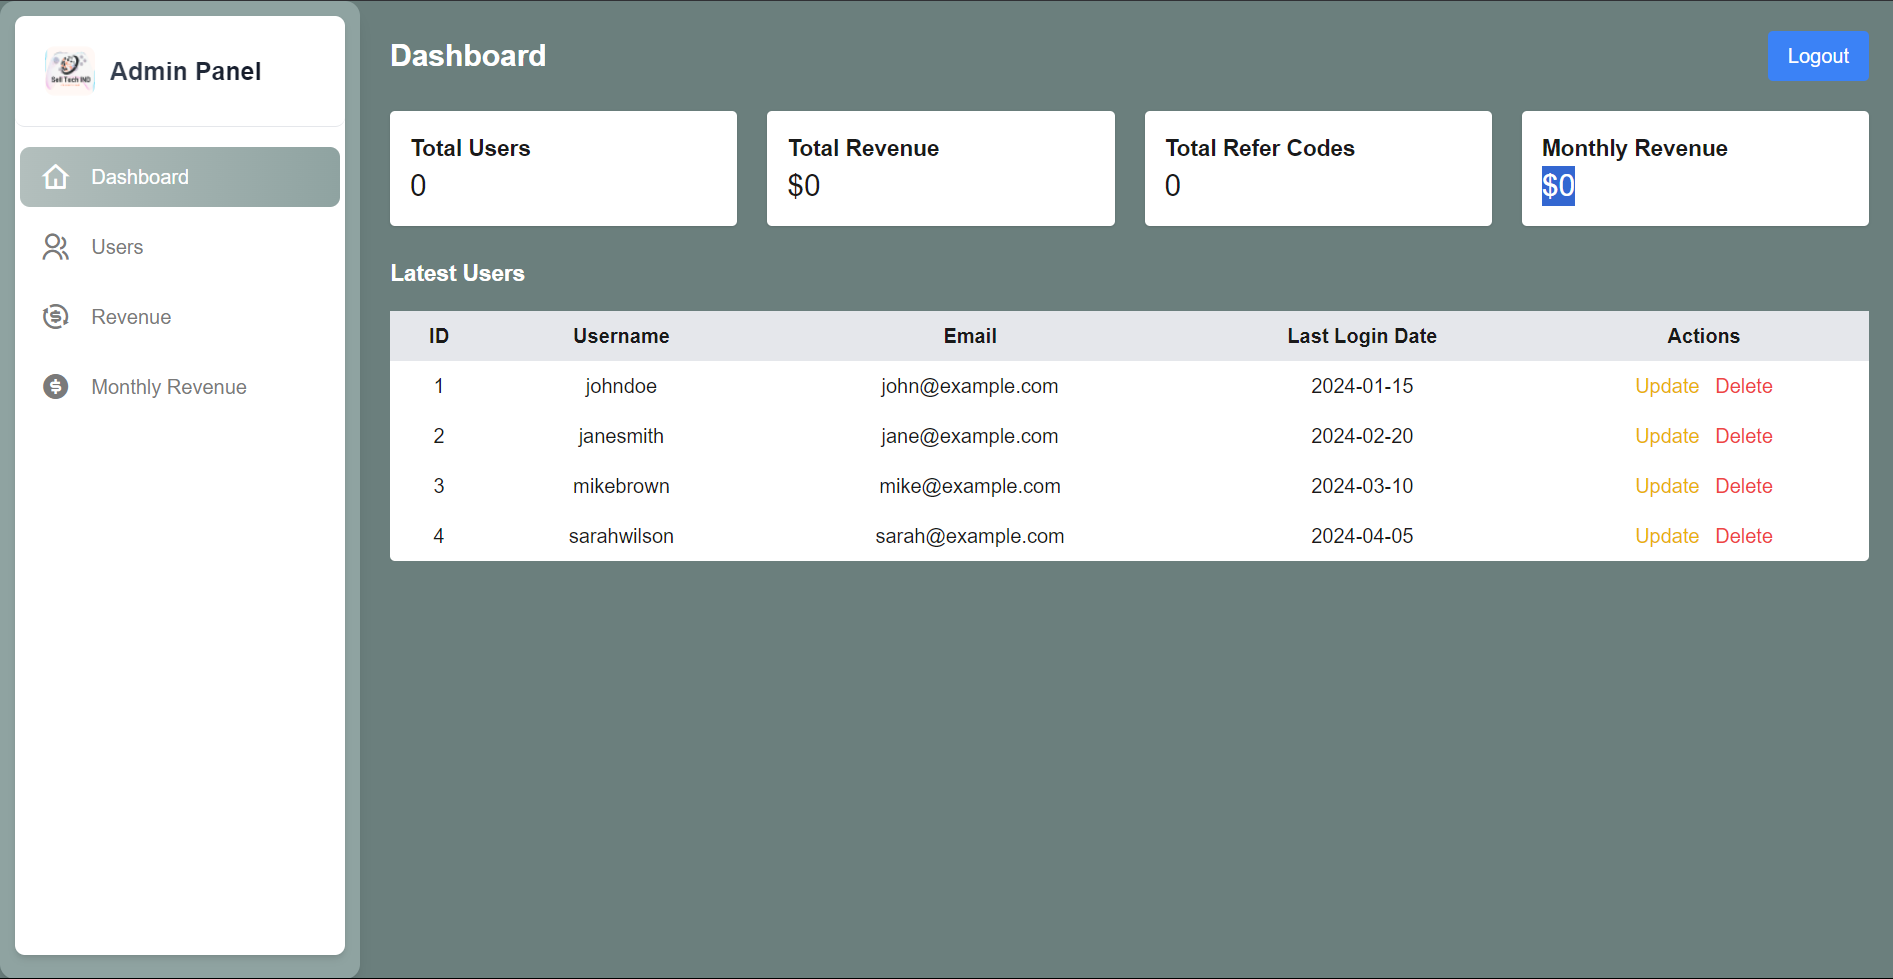 Sell Tech IND
Admin Panel
Dashboard
Users
Revenue
Monthly Revenue
Dashboard
Logout
Total Users
0
Total Revenue
$0
Total Refer Codes
0
Monthly Revenue
$0
Latest Users
ID Username Email Last Login Date Actions
1 johndoe john@example.com 2024-01-15 Update Delete
2 janesmith jane@example.com 2024-02-20 Update Delete
3 mikebrown mike@example.com 2024-03-10 Update Delete
4 sarahwilson sarah@example.com 2024-04-05 Update Delete